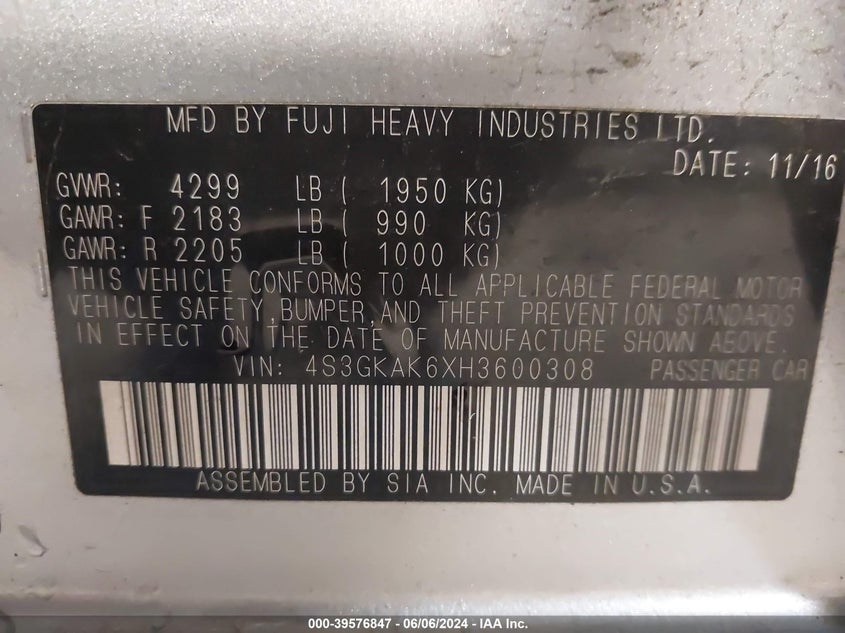 MFD BY FUJI HEAVY INDUSTRIES LTD.
DATE: 11/16
GVWR: 4299 LB ( 1950 KG)
GAWR: F 2183 LB ( 990 KG)
GAWR: R 2205 LB ( 1000 KG)
THIS VEHICLE CONFORMS TO ALL APPLICABLE FEDERAL MOTOR
VEHICLE SAFETY, BUMPER, AND THEFT PREVENTION STANDARDS
IN EFFECT ON THE DATE OF MANUFACTURE SHOWN ABOVE.
VIN: 4S3GKAK6XH3600308 PASSENGER CAR
ASSEMBLED BY SIA INC. MADE IN U.S.A.
000-39576847 - 06/06/2024 - IAA Inc.